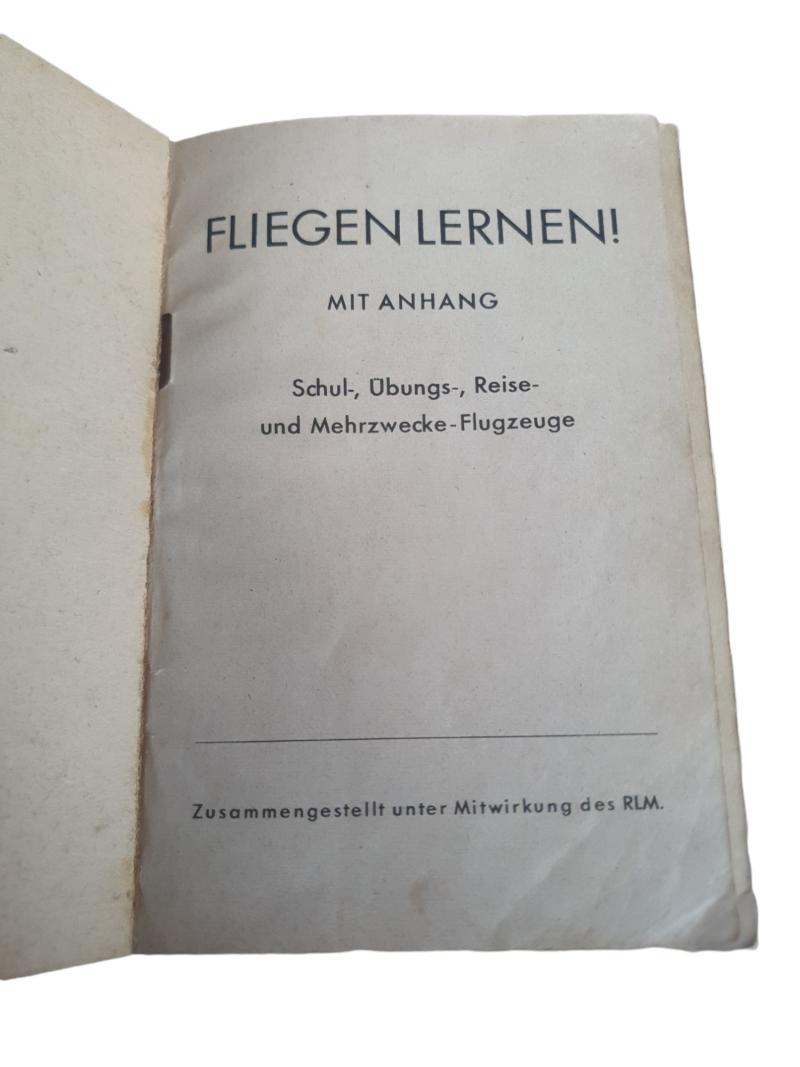 FLIEGEN LERNEN!
MIT ANHANG
Schul-, Übungs-, Reise-
und Mehrzwecke-Flugzeuge
Zusammengestellt unter Mitwirkung des RLM.